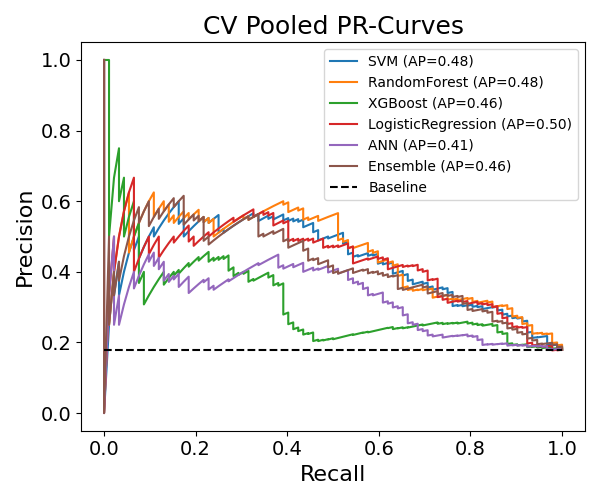 CV Pooled PR-Curves
SVM (AP=0.48)
RandomForest (AP=0.48)
XGBoost (AP=0.46)
LogisticRegression (AP=0.50)
ANN (AP=0.41)
Ensemble (AP=0.46)
Baseline
Precision
1.0
0.8
0.6
0.4
0.2
0.0
0.0 0.2 0.4 0.6 0.8 1.0
Recall